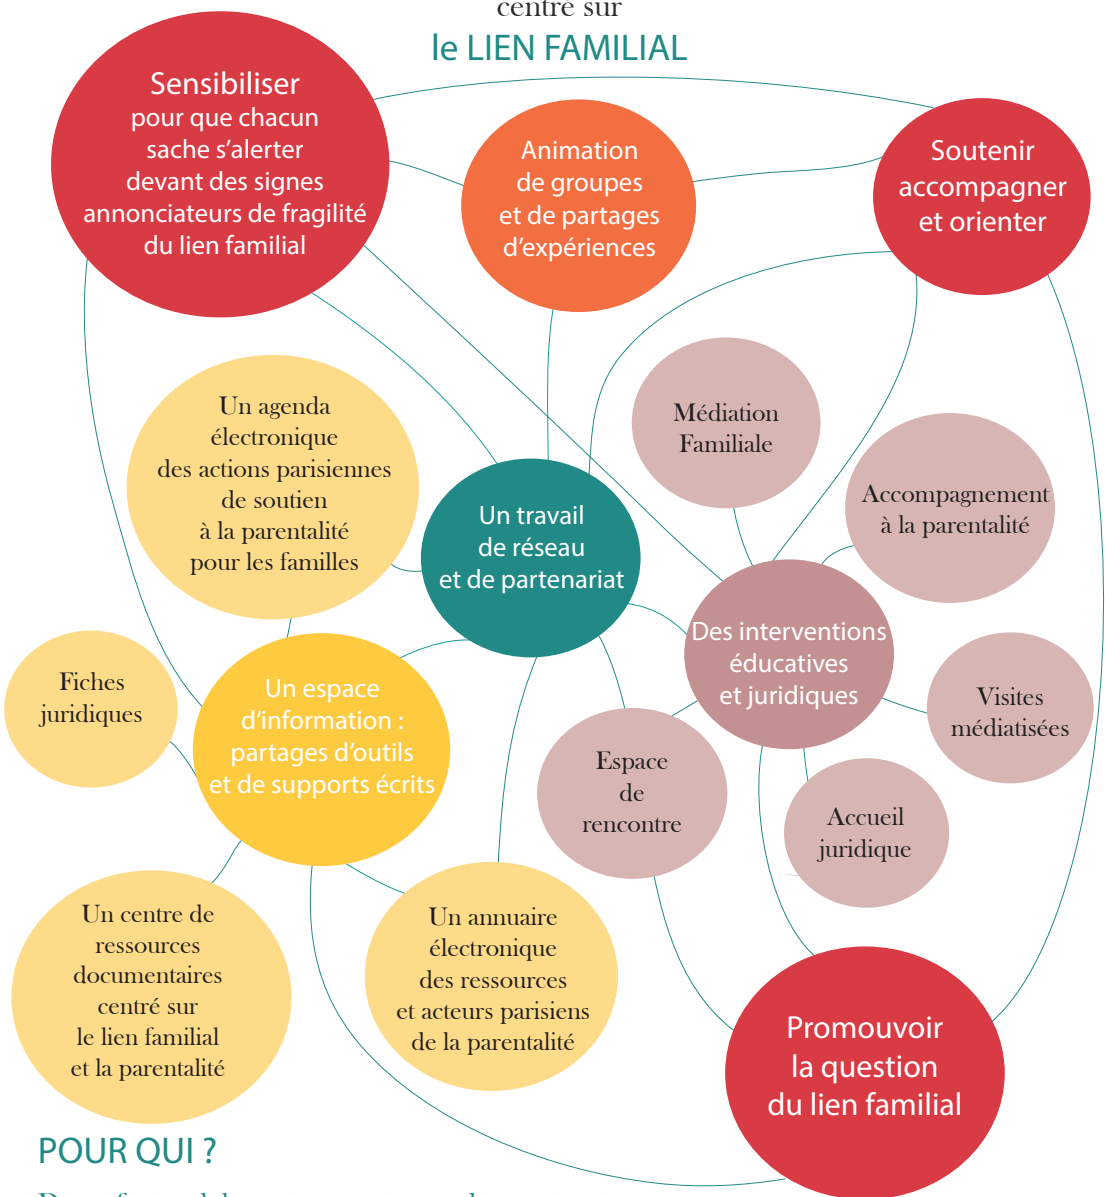 centré sur
le LIEN FAMILIAL
Sensibiliser
pour que chacun
sache s’alerter
devant des signes
annonciateurs de fragilité
du lien familial
Animation
de groupes
et de partages
d’expériences
Soutenir
accompagner
et orienter
Un agenda
électronique
des actions parisiennes
de soutien
à la parentalité
pour les familles
Médiation
Familiale
Accompagnement
à la parentalité
Un travail
de réseau
et de partenariat
Des interventions
éducatives
et juridiques
Fiches
juridiques
Un espace
d’information :
partages d’outils
et de supports écrits
Visites
médiatisées
Espace
de
rencontre
Accueil
juridique
Un centre de
ressources
documentaires
centré sur
le lien familial
et la parentalité
Un annuaire
électronique
des ressources
et acteurs parisiens
de la parentalité
Promouvoir
la question
du lien familial
POUR QUI ?